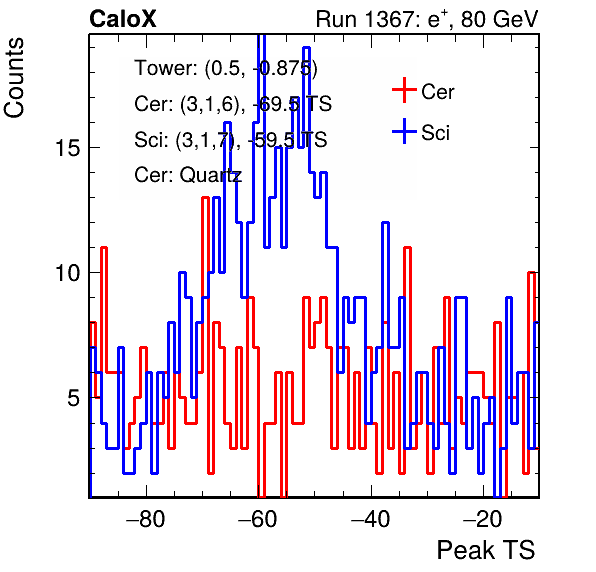 CaloX
Run 1367: e+, 80 GeV
Counts
Tower: (0.5, -0.875)
Cer: (3,1,6), -69.5 TS
Sci: (3,1,7), -59.5 TS
Cer: Quartz
Cer
Sci
15
10
5
−80
−60
−40
−20
Peak TS